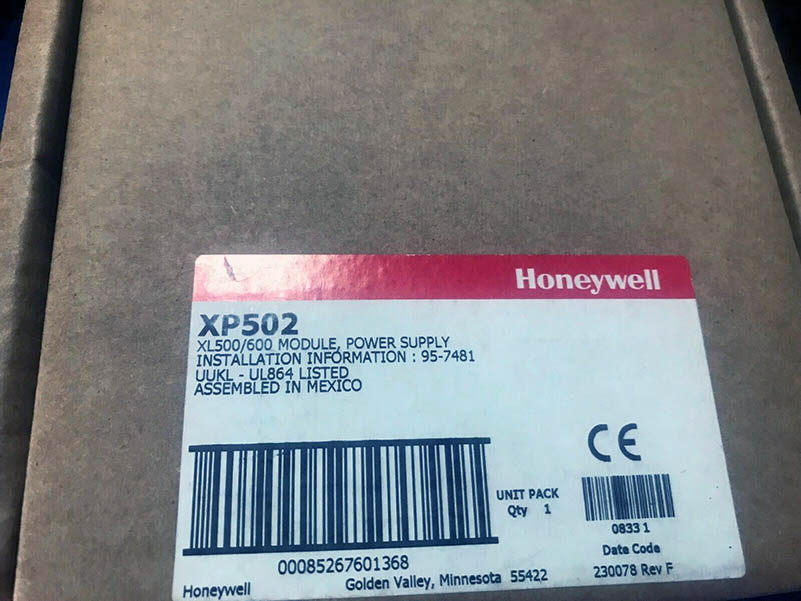 Honeywell
XP502
XL500/600 MODULE, POWER SUPPLY
INSTALLATION INFORMATION : 95-7481
UUKL - UL864 LISTED
ASSEMBLED IN MEXICO
CE
UNIT PACK
Qty 1
0833 1
Date Code
00085267601368
230078 Rev F
Honeywell
Golden Valley, Minnesota 55422